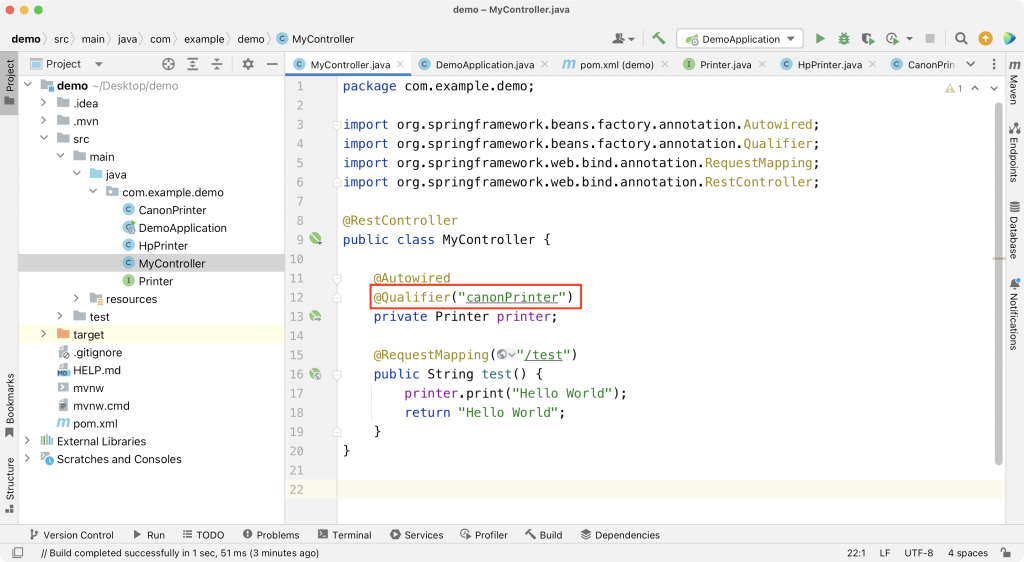 demo – MyController.java
demo src main java com example demo MyController
DemoApplication
Project
MyController.java DemoApplication.java pom.xml (demo) Printer.java HpPrinter.java CanonPrin
Project
Bookmarks
Structure
demo ~/Desktop/demo
.idea
.mvn
src
main
java
com.example.demo
CanonPrinter
DemoApplication
HpPrinter
MyController
Printer
resources
test
target
.gitignore
HELP.md
mvnw
mvnw.cmd
pom.xml
External Libraries
Scratches and Consoles
1 package com.example.demo;
2
3 import org.springframework.beans.factory.annotation.Autowired;
4 import org.springframework.beans.factory.annotation.Qualifier;
5 import org.springframework.web.bind.annotation.RequestMapping;
6 import org.springframework.web.bind.annotation.RestController;
7
8 @RestController
9 public class MyController {
10
11 @Autowired
12 @Qualifier("canonPrinter")
13 private Printer printer;
14
15 @RequestMapping("/test")
16 public String test() {
17 printer.print("Hello World");
18 return "Hello World";
19 }
20 }
21
22
1
Maven
Endpoints
Database
Notifications
Version Control Run TODO Problems Terminal Services Profiler Build Dependencies
// Build completed successfully in 1 sec, 51 ms (3 minutes ago)
22:1 LF UTF-8 4 spaces